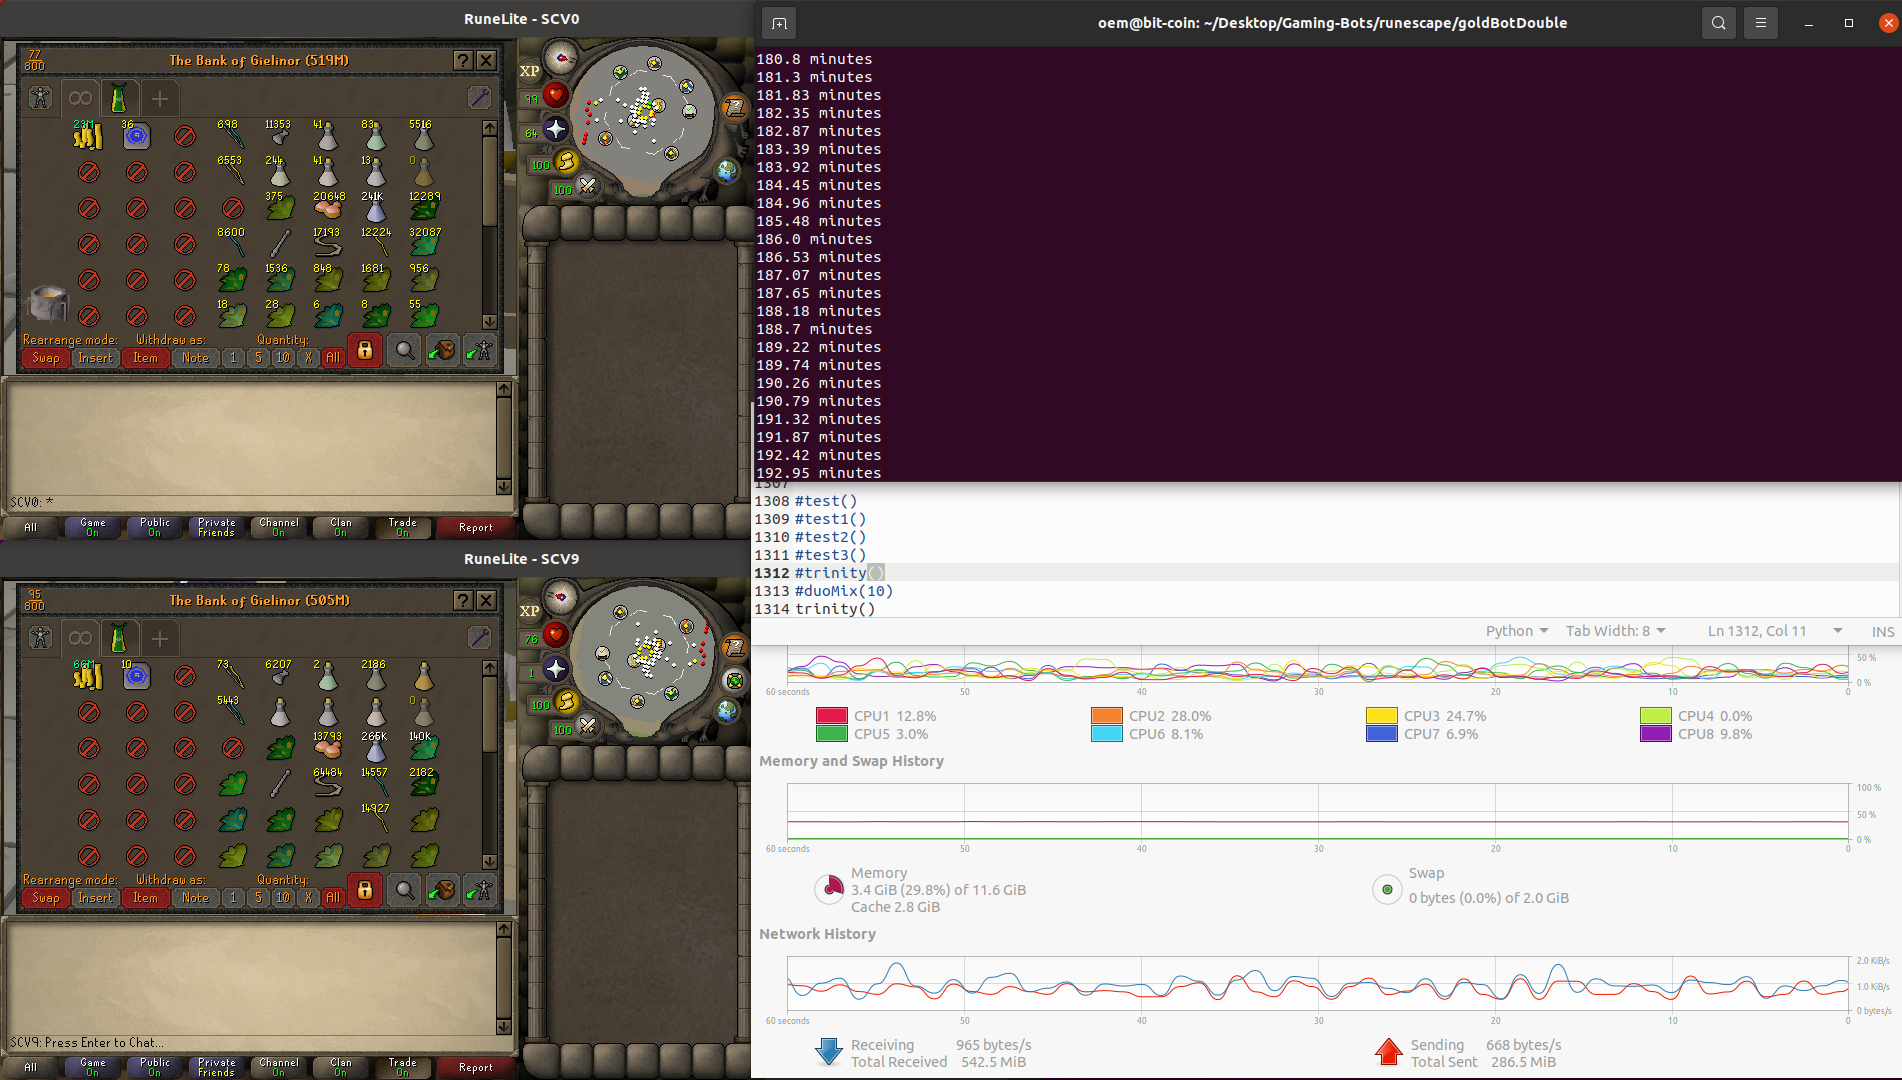 RuneLite - SCV0
77
800
The Bank of Gielinor (519M)
?
XP
99
64
100
100
23M 36 698 11353 41 83 5516
6553 244 41 13 0
375 20648 241K 12289
8600 17193 12224 32087
78 1536 848 1681 956
18 28 6 8 55
Rearrange mode: Withdraw as: Quantity:
Swap Insert Item Note 1 5 10 X All
SCV0: *
All Game On Public On Private Friends Channel On Clan On Trade On Report
RuneLite - SCV9
95
800
The Bank of Gielinor (505M)
?
XP
76
1
100
100
66M 10 73 6207 2 2186
5443 0
13793 265K 140K
64484 14557 2182
14927
Rearrange mode: Withdraw as: Quantity:
Swap Insert Item Note 1 5 10 X All
SCV9: Press Enter to Chat...
All Game On Public On Private Friends Channel On Clan On Trade On Report
oem@bit-coin: ~/Desktop/Gaming-Bots/runescape/goldBotDouble
180.8 minutes
181.3 minutes
181.83 minutes
182.35 minutes
182.87 minutes
183.39 minutes
183.92 minutes
184.45 minutes
184.96 minutes
185.48 minutes
186.0 minutes
186.53 minutes
187.07 minutes
187.65 minutes
188.18 minutes
188.7 minutes
189.22 minutes
189.74 minutes
190.26 minutes
190.79 minutes
191.32 minutes
191.87 minutes
192.42 minutes
192.95 minutes
1307
1308 #test()
1309 #test1()
1310 #test2()
1311 #test3()
1312 #trinity()
1313 #duoMix(10)
1314 trinity()
Python Tab Width: 8 Ln 1312, Col 11 INS
50 %
0 %
60 seconds 50 40 30 20 10 0
CPU1 12.8% CPU2 28.0% CPU3 24.7% CPU4 0.0%
CPU5 3.0% CPU6 8.1% CPU7 6.9% CPU8 9.8%
Memory and Swap History
100 %
50 %
0 %
60 seconds 50 40 30 20 10 0
Memory
3.4 GiB (29.8%) of 11.6 GiB
Cache 2.8 GiB
Swap
0 bytes (0.0%) of 2.0 GiB
Network History
2.0 KiB/s
1.0 KiB/s
0 bytes/s
60 seconds 50 40 30 20 10 0
Receiving 965 bytes/s
Total Received 542.5 MiB
Sending 668 bytes/s
Total Sent 286.5 MiB